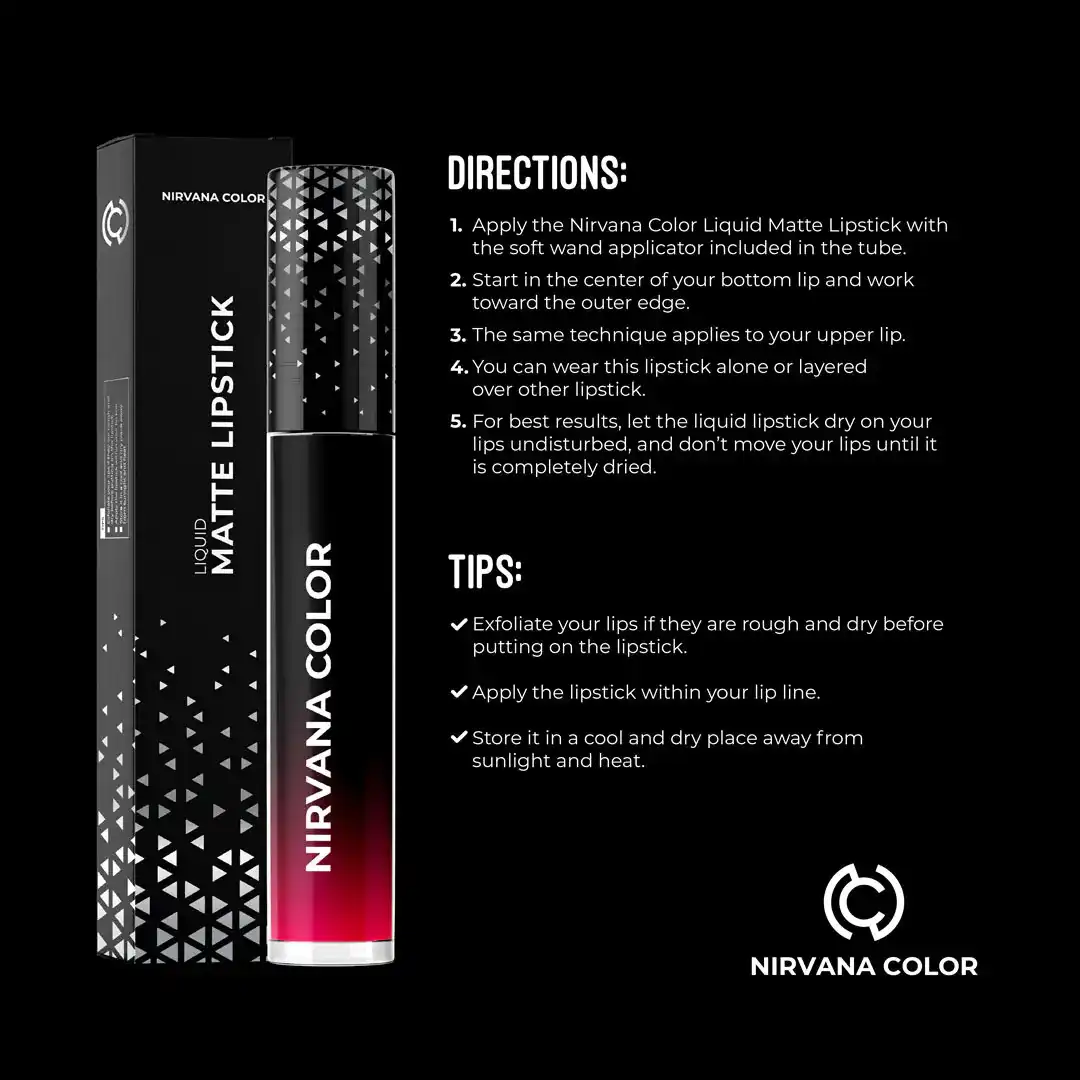 NIRVANA COLOR
LIQUID
MATTE LIPSTICK
NIRVANA COLOR
DIRECTIONS:
1. Apply the Nirvana Color Liquid Matte Lipstick with
the soft wand applicator included in the tube.
2. Start in the center of your bottom lip and work
toward the outer edge.
3. The same technique applies to your upper lip.
4. You can wear this lipstick alone or layered
over other lipstick.
5. For best results, let the liquid lipstick dry on your
lips undisturbed, and don't move your lips until it
is completely dried.
TIPS:
Exfoliate your lips if they are rough and dry before
putting on the lipstick.
Apply the lipstick within your lip line.
Store it in a cool and dry place away from
sunlight and heat.
NIRVANA COLOR